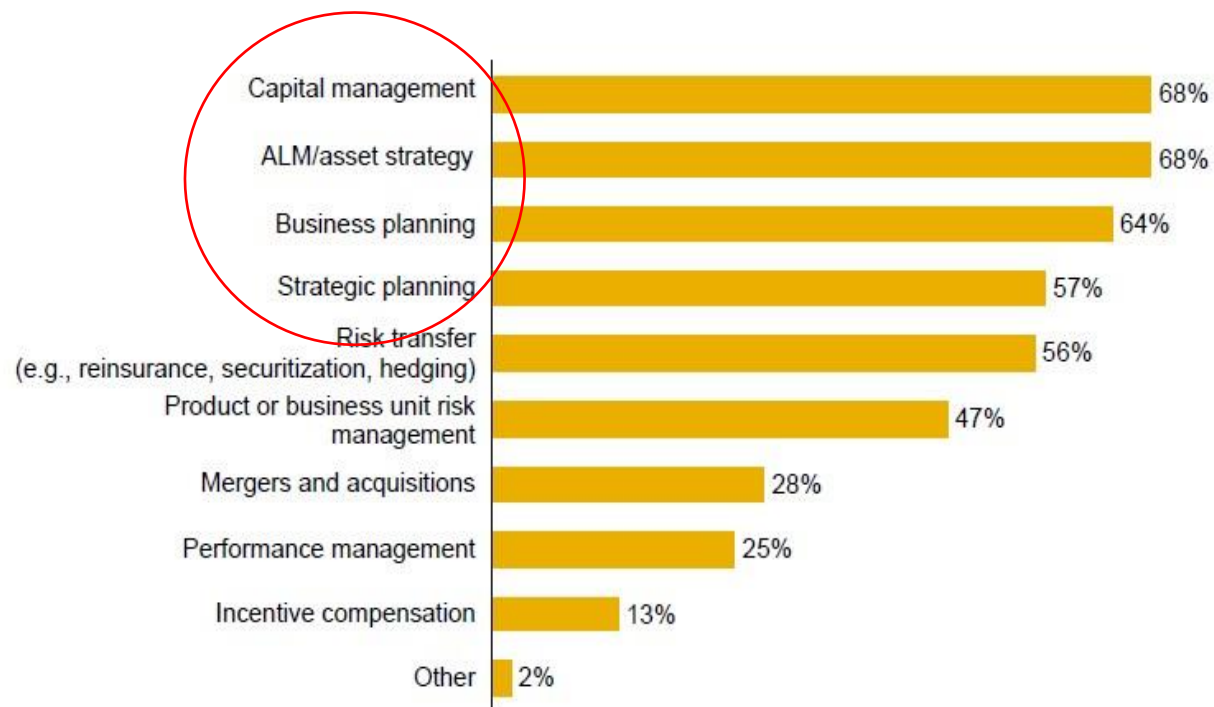 Capital management 68%
ALM/asset strategy 68%
Business planning 64%
Strategic planning 57%
Risk transfer
(e.g., reinsurance, securitization, hedging) 56%
Product or business unit risk
management 47%
Mergers and acquisitions 28%
Performance management 25%
Incentive compensation 13%
Other 2%